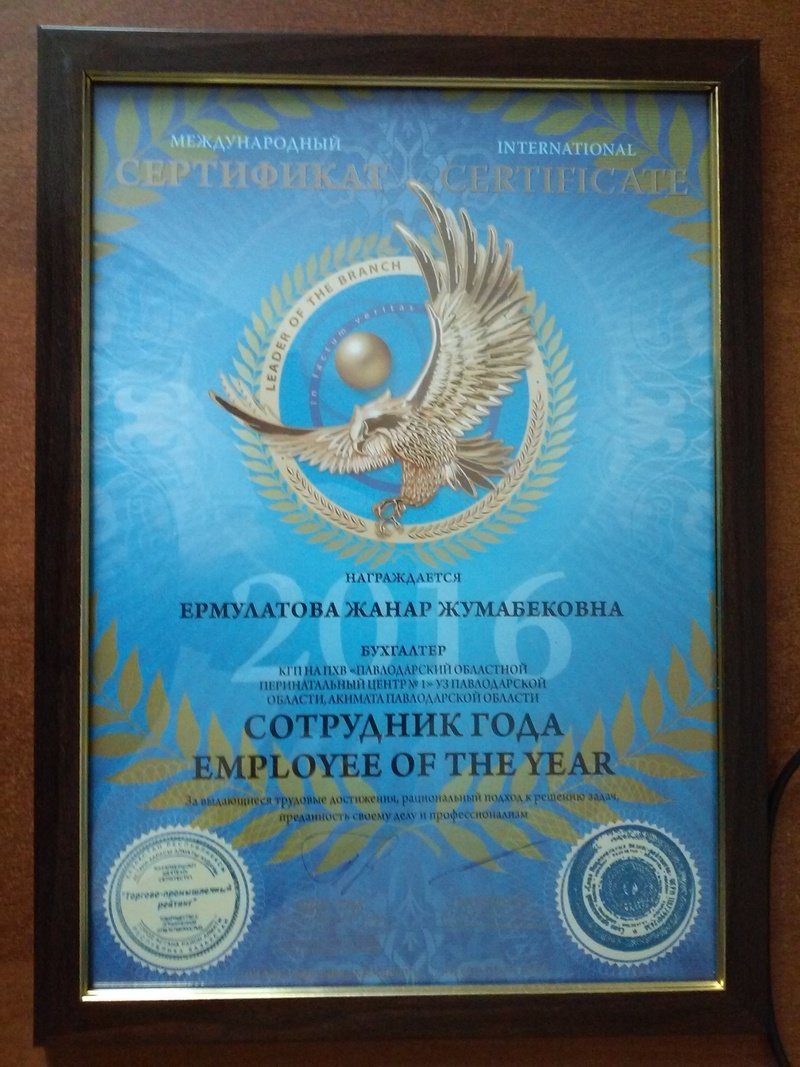 МЕЖДУНАРОДНЫЙ
СЕРТИФИКАТ
INTERNATIONAL
CERTIFICATE
LEADER OF THE BRANCH
in factum veritas
2016
НАГРАЖДАЕТСЯ
ЕРМУЛАТОВА ЖАНАР ЖУМАБЕКОВНА
БУХГАЛТЕР
КГП НА ПХВ «ПАВЛОДАРСКИЙ ОБЛАСТНОЙ
ПЕРИНАТАЛЬНЫЙ ЦЕНТР № 1» УЗ ПАВЛОДАРСКОЙ
ОБЛАСТИ, АКИМАТА ПАВЛОДАРСКОЙ ОБЛАСТИ
СОТРУДНИК ГОДА
EMPLOYEE OF THE YEAR
За выдающиеся трудовые достижения, рациональный подход к решению задач,
преданность своему делу и профессионализм
"Торгово-промышленный
рейтинг"